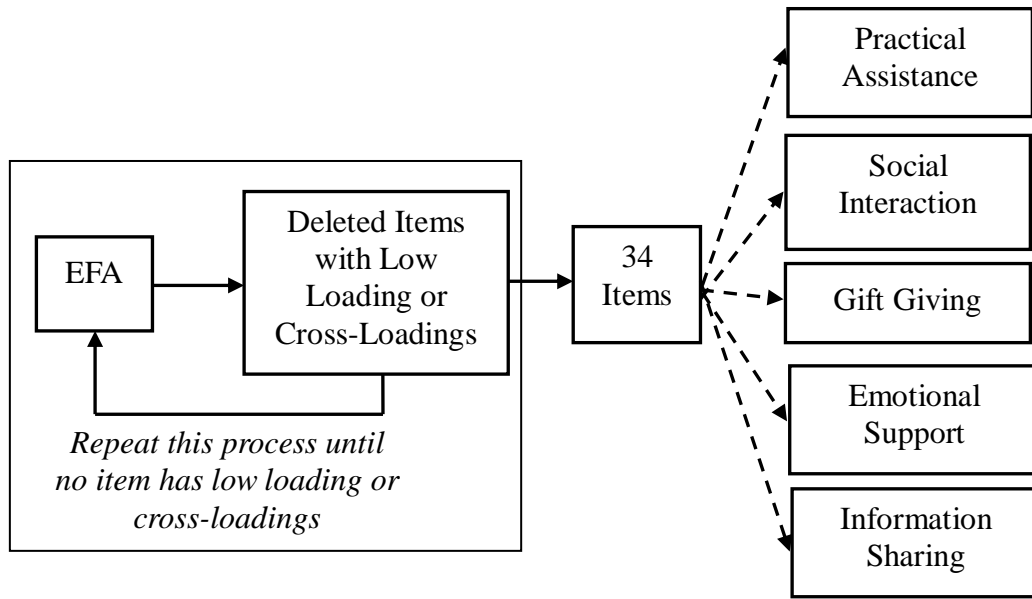 EFA
Deleted Items
with Low
Loading or
Cross-Loadings
Repeat this process until
no item has low loading or
cross-loadings
34
Items
Practical
Assistance
Social
Interaction
Gift Giving
Emotional
Support
Information
Sharing